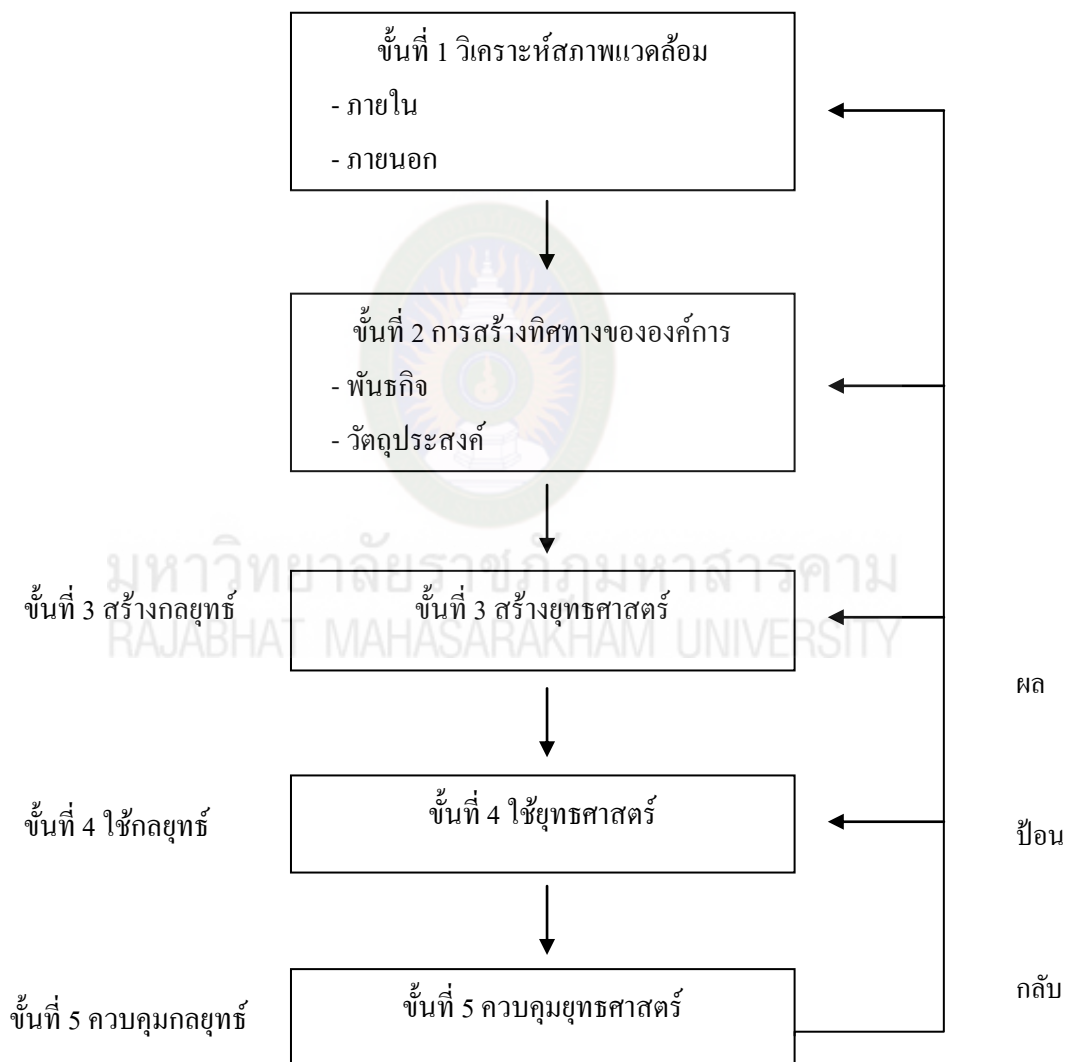 ขั้นที่ 1 วิเคราะห์สภาพแวดล้อม
- ภายใน
- ภายนอก
ขั้นที่ 2 การสร้างทิศทางขององค์การ
- พันธกิจ
- วัตถุประสงค์
มหาวิทยาลัยราชภัฏมหาสารคาม
ขั้นที่ 3 สร้างกลยุทธ์
ขั้นที่ 3 สร้างยุทธศาสตร์
RAJABHAT MAHASARAKHAM UNIVERSITY
ผล
ขั้นที่ 4 ใช้กลยุทธ์
ขั้นที่ 4 ใช้ยุทธศาสตร์
ป้อน
ขั้นที่ 5 ควบคุมกลยุทธ์
ขั้นที่ 5 ควบคุมยุทธศาสตร์
กลับ